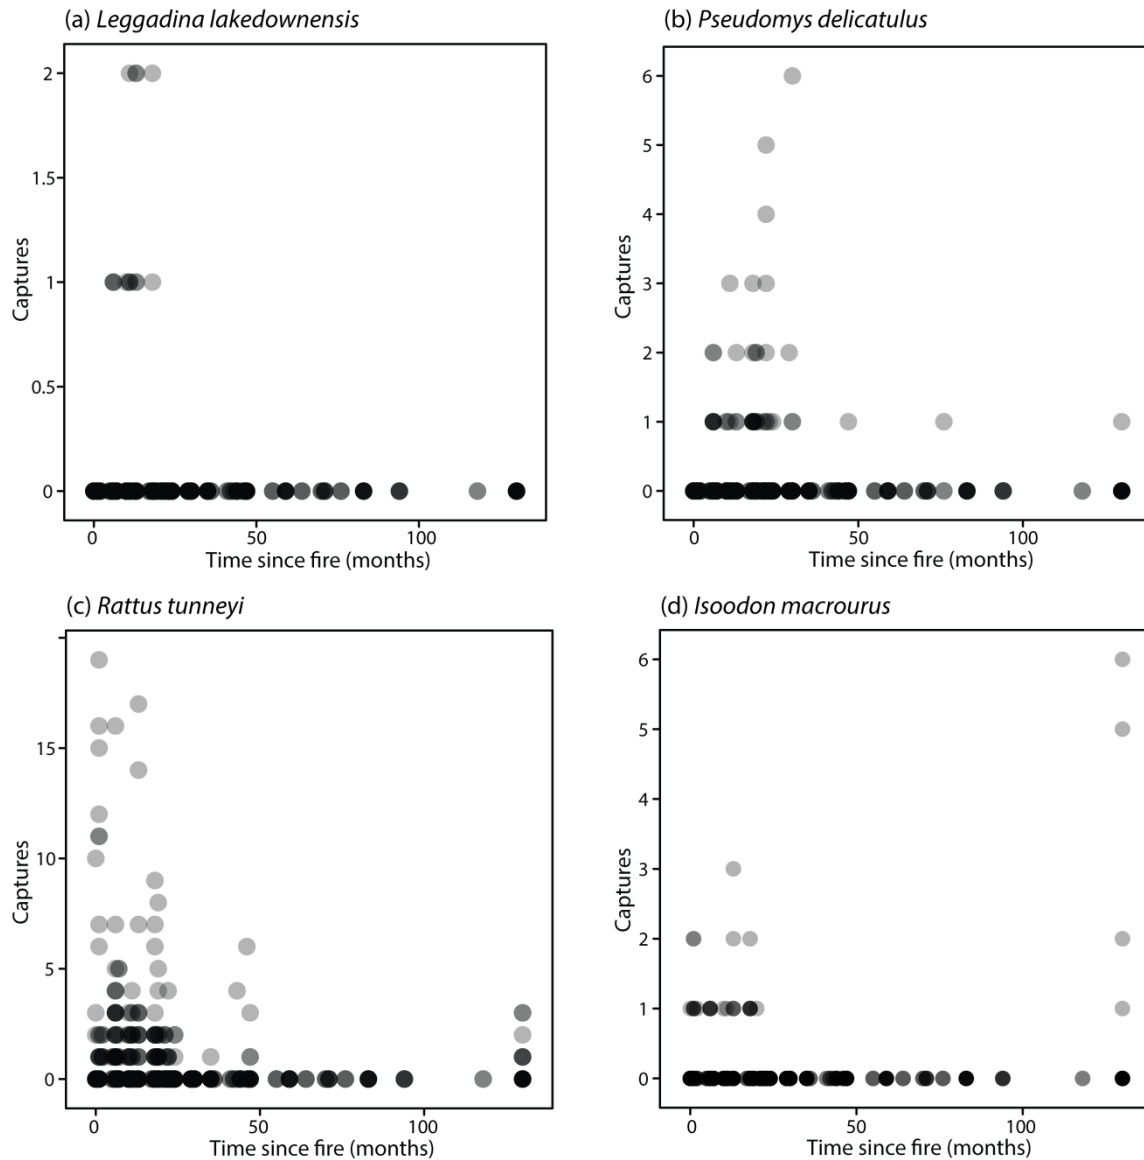 (a) Leggadina lakedownensis
2
1.5
1
0.5
0
Captures
0 50 100
Time since fire (months)
(b) Pseudomys delicatulus
6
5
4
3
2
1
0
Captures
0 50 100
Time since fire (months)
(c) Rattus tunneyi
15
10
5
0
Captures
0 50 100
Time since fire (months)
(d) Isoodon macrourus
6
5
4
3
2
1
0
Captures
0 50 100
Time since fire (months)